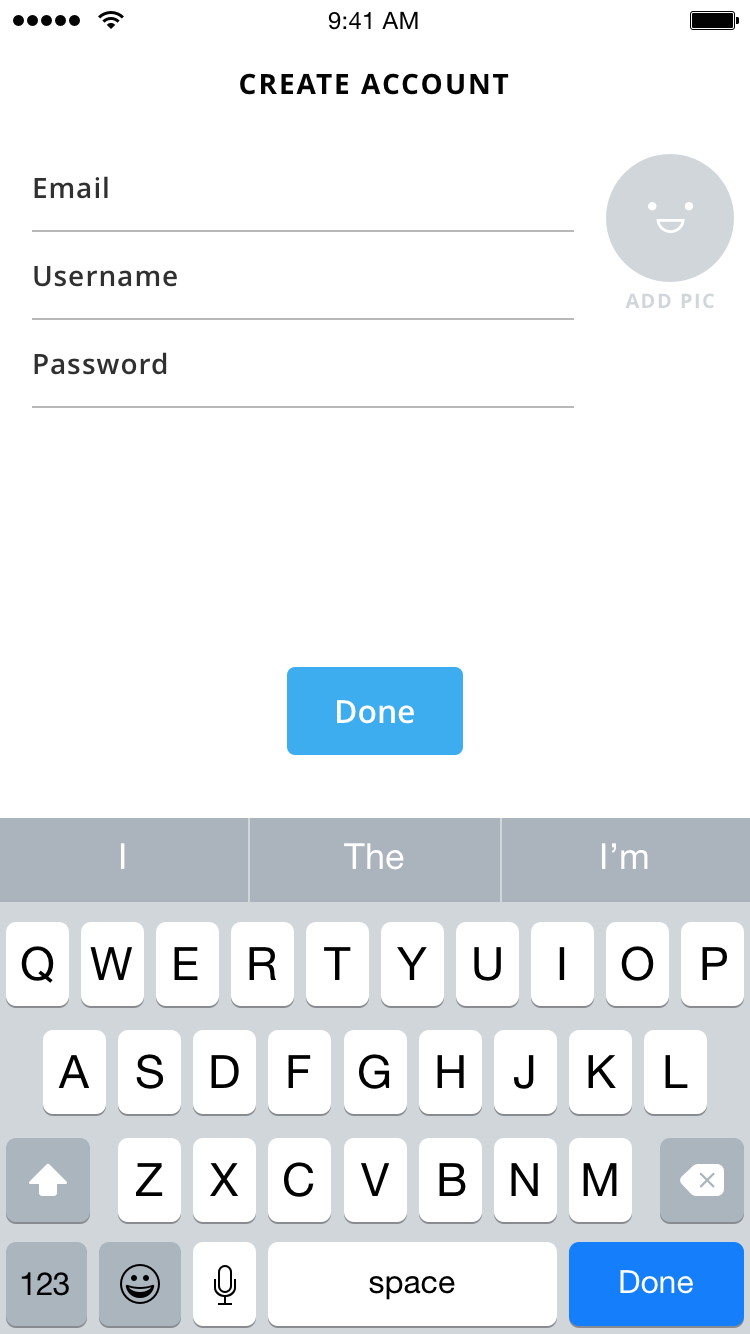 9:41 AM
CREATE ACCOUNT
Email
Username
Password
ADD PIC
Done
I The I’m
Q W E R T Y U I O P
A S D F G H J K L
Z X C V B N M
123 space Done